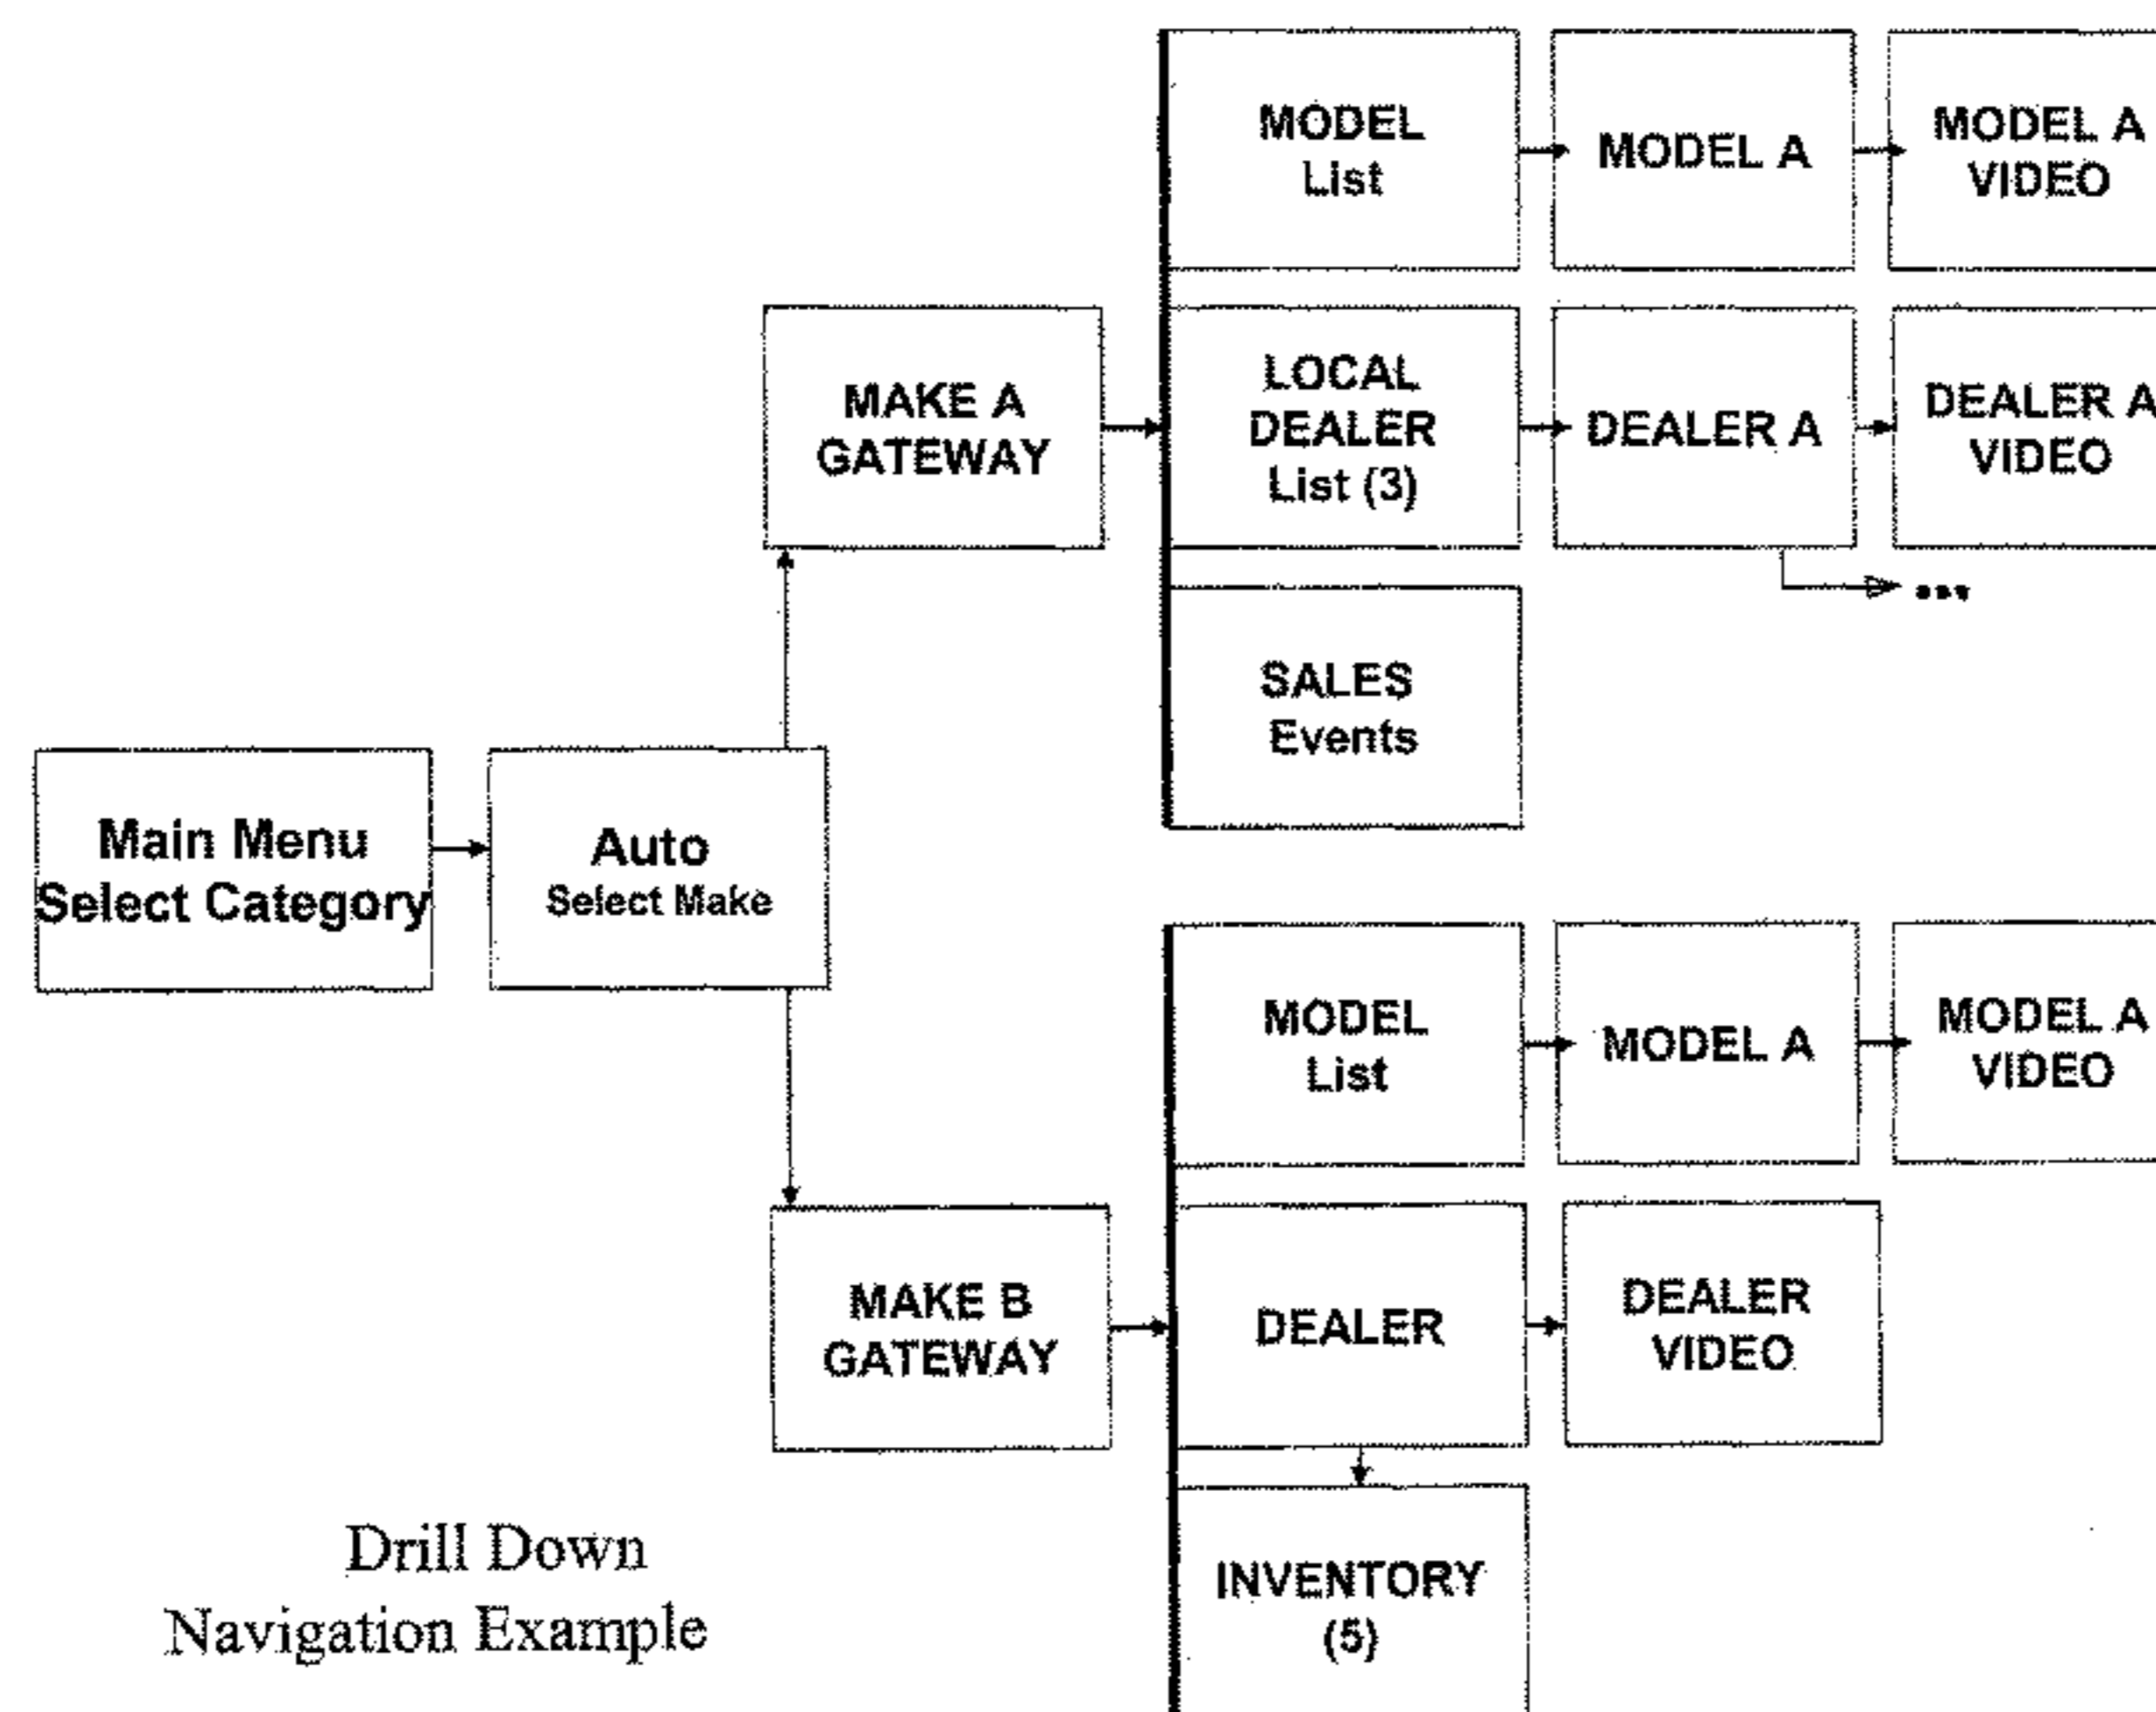 MODEL
List
MODEL A
MODEL A
VIDEO
MAKE A
GATEWAY
LOCAL
DEALER
List (3)
DEALER A
DEALER A
VIDEO
...
SALES
Events
Main Menu
Select Category
Auto
Select Make
MODEL
List
MODEL A
MODEL A
VIDEO
MAKE B
GATEWAY
DEALER
DEALER
VIDEO
INVENTORY
(5)
Drill Down
Navigation Example